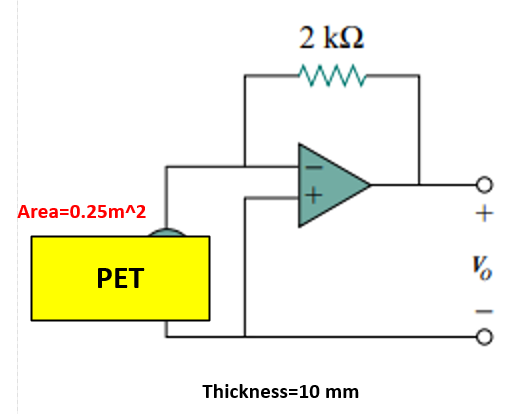 2 kΩ
−
+
Area=0.25m^2
+
PET
Vo
−
Thickness=10 mm